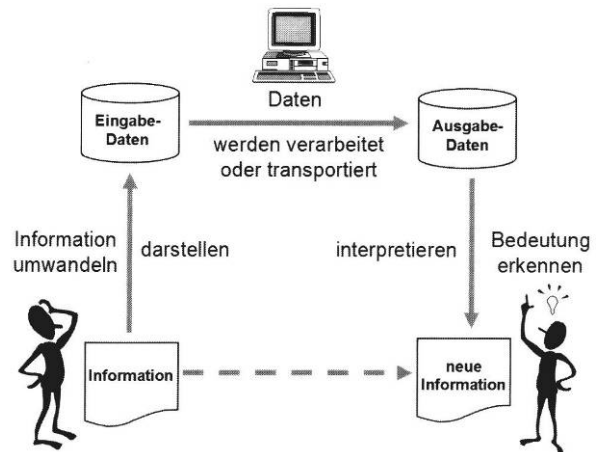 Daten
Eingabe-
Daten
werden verarbeitet
oder transportiert
Ausgabe-
Daten
Information
umwandeln
darstellen
interpretieren
Bedeutung
erkennen
Information
neue
Information